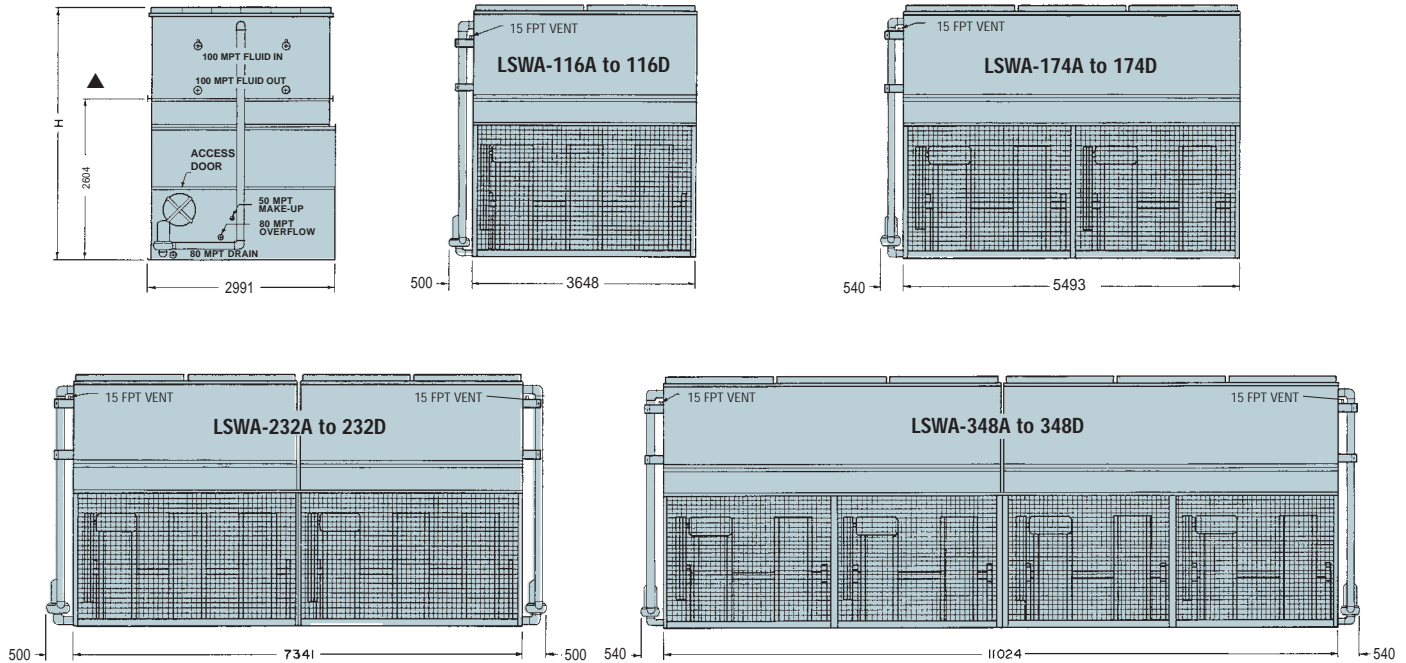 100 MPT FLUID IN
100 MPT FLUID OUT
H
2604
ACCESS
DOOR
50 MPT
MAKE-UP
80 MPT
OVERFLOW
80 MPT DRAIN
2991
15 FPT VENT
LSWA-116A to 116D
500
3648
15 FPT VENT
LSWA-174A to 174D
540
5493
15 FPT VENT
15 FPT VENT
LSWA-232A to 232D
500
7341
500
15 FPT VENT
15 FPT VENT
LSWA-348A to 348D
540
11024
540